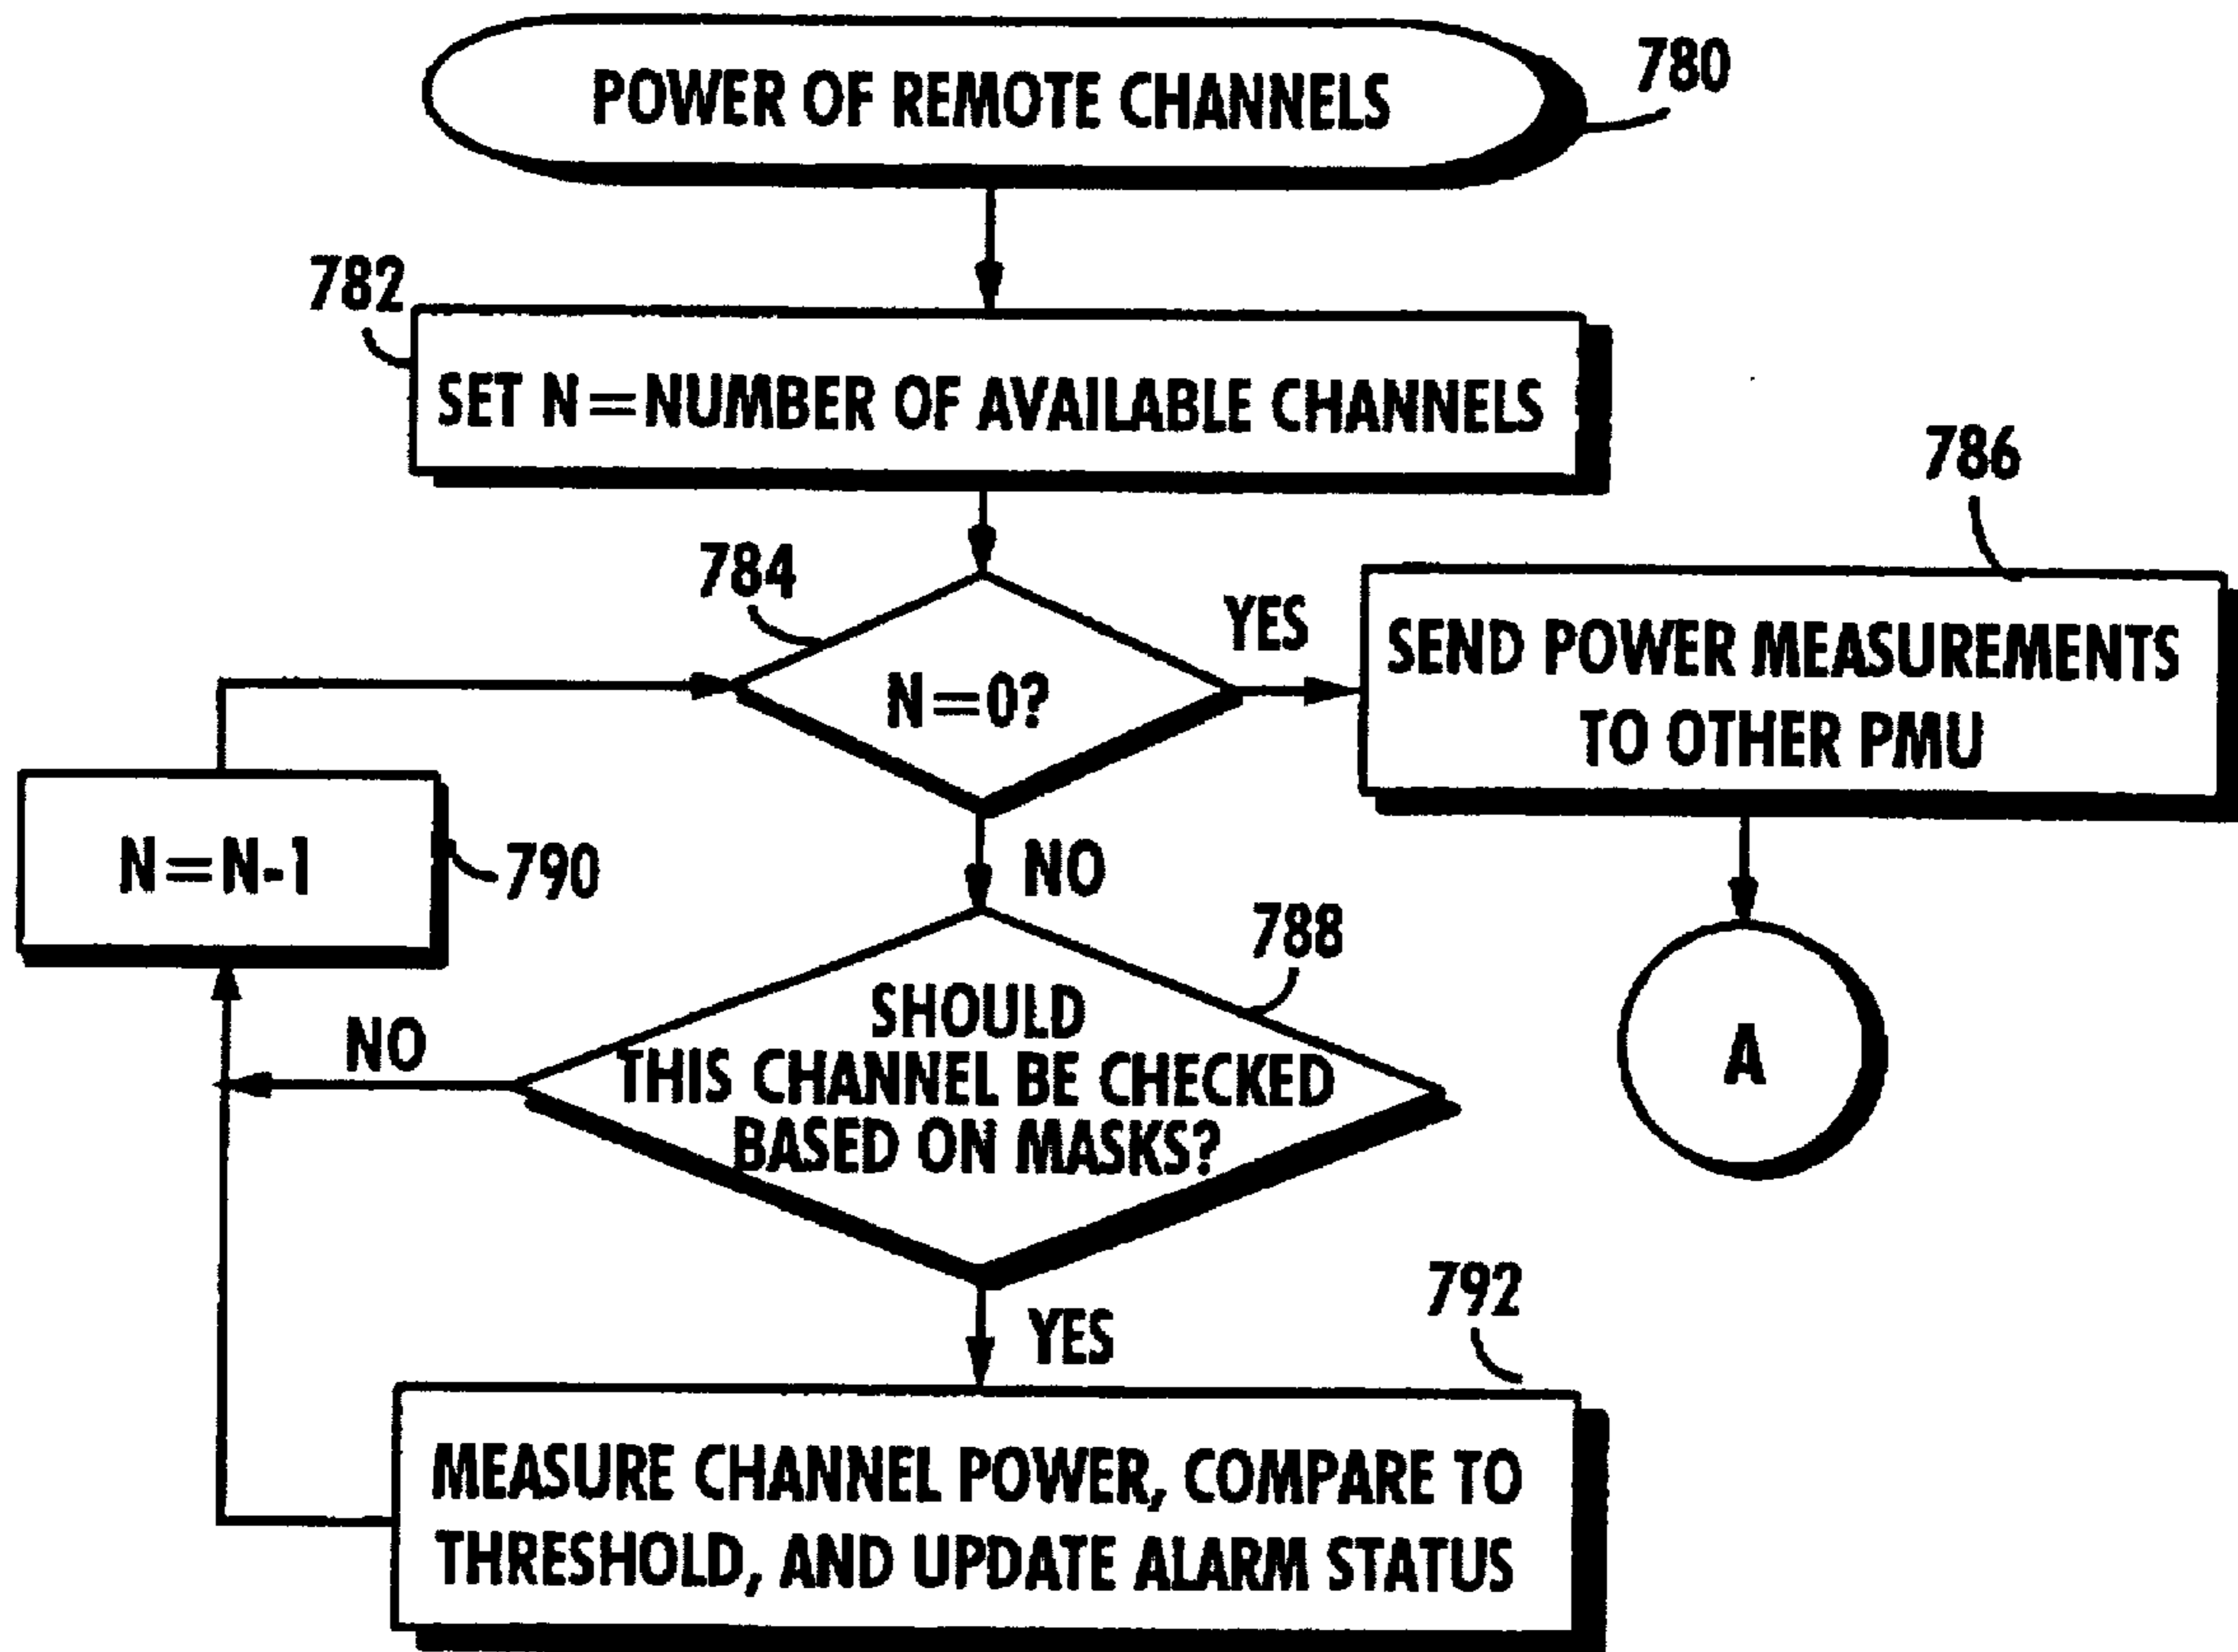 POWER OF REMOTE CHANNELS
780
782
SET N=NUMBER OF AVAILABLE CHANNELS
784
N=0?
YES
786
SEND POWER MEASUREMENTS
TO OTHER PMU
N=N-1
790
NO
788
SHOULD
THIS CHANNEL BE CHECKED
BASED ON MASKS?
NO
A
YES
792
MEASURE CHANNEL POWER, COMPARE TO
THRESHOLD, AND UPDATE ALARM STATUS